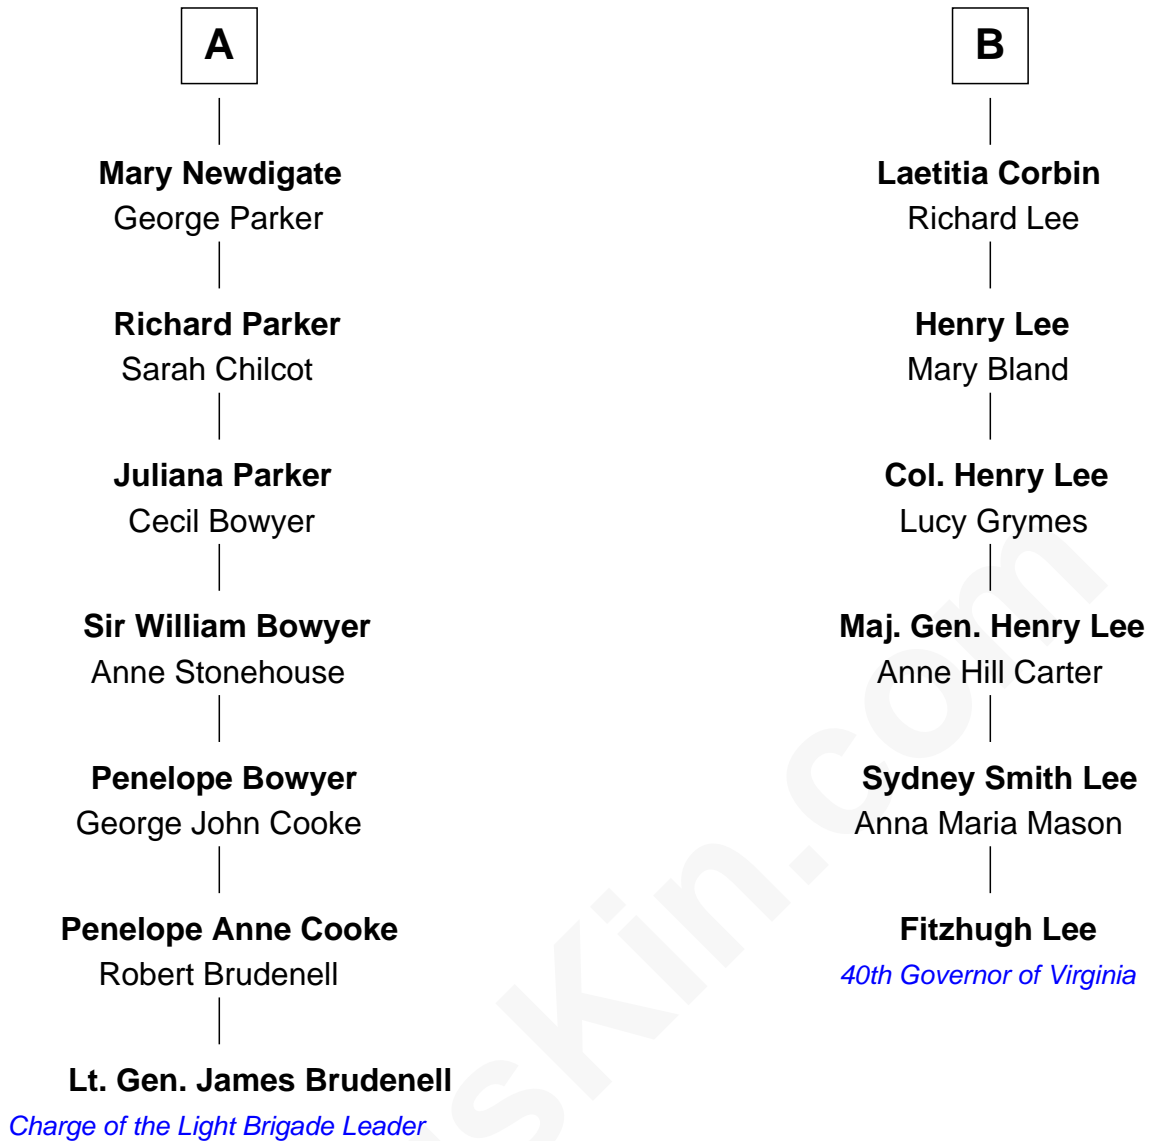 A
Mary Newdigate
George Parker
Richard Parker
Sarah Chilcot
Juliana Parker
Cecil Bowyer
Sir William Bowyer
Anne Stonehouse
Penelope Bowyer
George John Cooke
Penelope Anne Cooke
Robert Brudenell
Lt. Gen. James Brudenell
Charge of the Light Brigade Leader
B
Laetitia Corbin
Richard Lee
Henry Lee
Mary Bland
Col. Henry Lee
Lucy Grymes
Maj. Gen. Henry Lee
Anne Hill Carter
Sydney Smith Lee
Anna Maria Mason
Fitzhugh Lee
40th Governor of Virginia
sKin.com